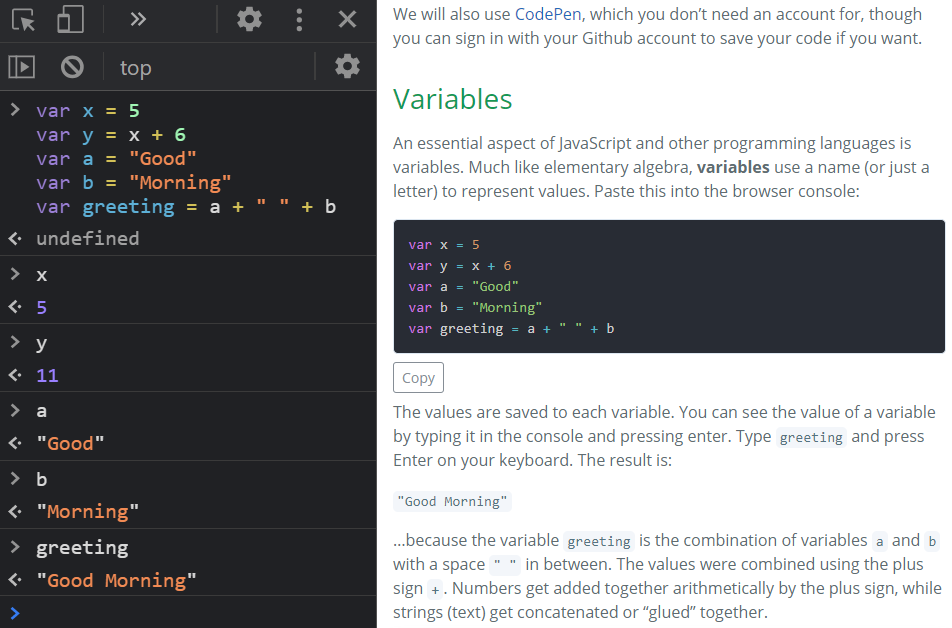 top
> var x = 5
var y = x + 6
var a = "Good"
var b = "Morning"
var greeting = a + " " + b
undefined
> x
5
> y
11
> a
"Good"
> b
"Morning"
> greeting
"Good Morning"
>
We will also use CodePen, which you don’t need an account for, though
you can sign in with your Github account to save your code if you want.
Variables
An essential aspect of JavaScript and other programming languages is
variables. Much like elementary algebra, variables use a name (or just a
letter) to represent values. Paste this into the browser console:
var x = 5
var y = x + 6
var a = "Good"
var b = "Morning"
var greeting = a + " " + b
Copy
The values are saved to each variable. You can see the value of a variable
by typing it in the console and pressing enter. Type greeting and press
Enter on your keyboard. The result is:
"Good Morning"
…because the variable greeting is the combination of variables a and b
with a space " " in between. The values were combined using the plus
sign +. Numbers get added together arithmetically by the plus sign, while
strings (text) get concatenated or “glued” together.